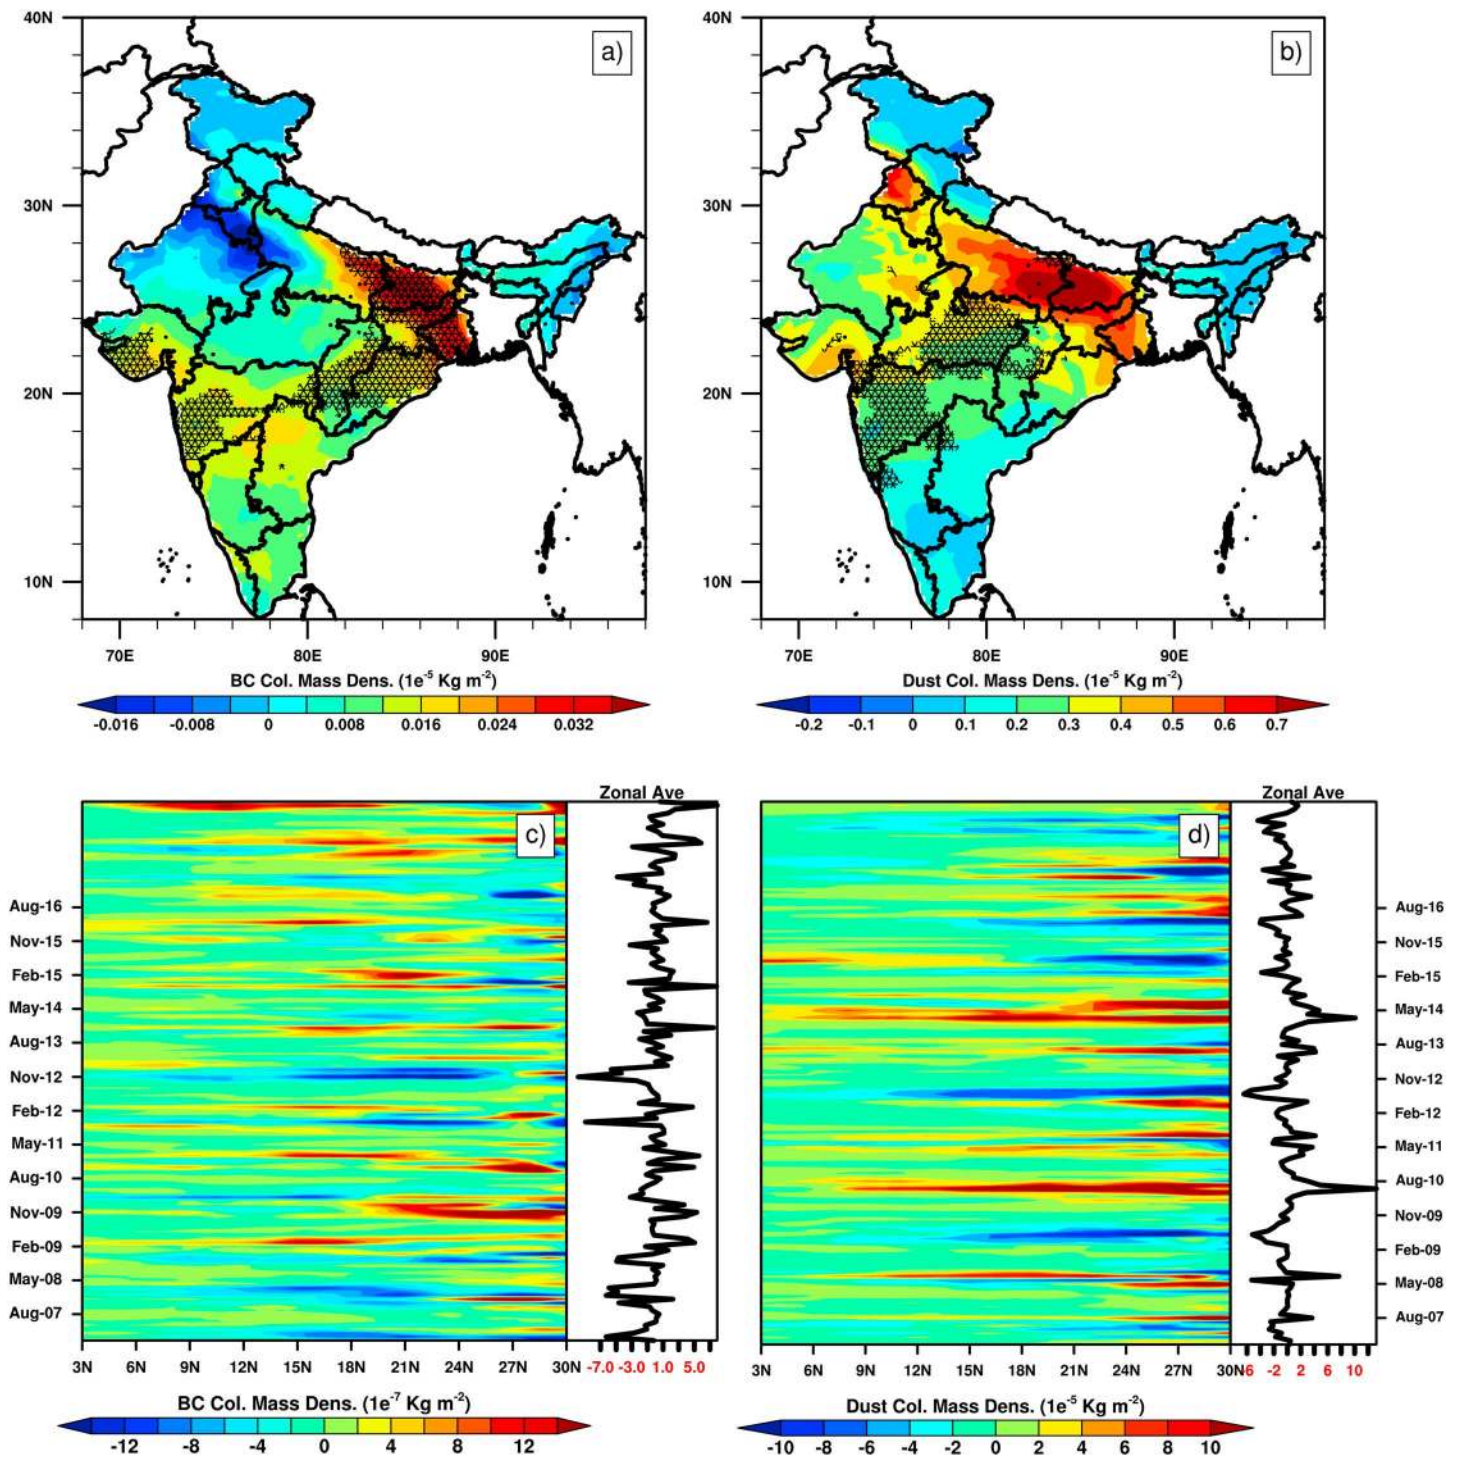 40N
a)
30N
20N
10N
70E 80E 90E
BC Col. Mass Dens. (1e-5 Kg m-2)
-0.016 -0.008 0 0.008 0.016 0.024 0.032
40N
b)
30N
20N
10N
70E 80E 90E
Dust Col. Mass Dens. (1e-5 Kg m-2)
-0.2 -0.1 0 0.1 0.2 0.3 0.4 0.5 0.6 0.7
Zonal Ave
c)
Aug-16
Nov-15
Feb-15
May-14
Aug-13
Nov-12
Feb-12
May-11
Aug-10
Nov-09
Feb-09
May-08
Aug-07
3N 6N 9N 12N 15N 18N 21N 24N 27N 30N -7.0 -3.0 1.0 5.0
BC Col. Mass Dens. (1e-7 Kg m-2)
-12 -8 -4 0 4 8 12
Zonal Ave
d)
Aug-16
Nov-15
Feb-15
May-14
Aug-13
Nov-12
Feb-12
May-11
Aug-10
Nov-09
Feb-09
May-08
Aug-07
3N 6N 9N 12N 15N 18N 21N 24N 27N 30N -6 -2 2 6 10
Dust Col. Mass Dens. (1e-5 Kg m-2)
-10 -8 -6 -4 -2 0 2 4 6 8 10